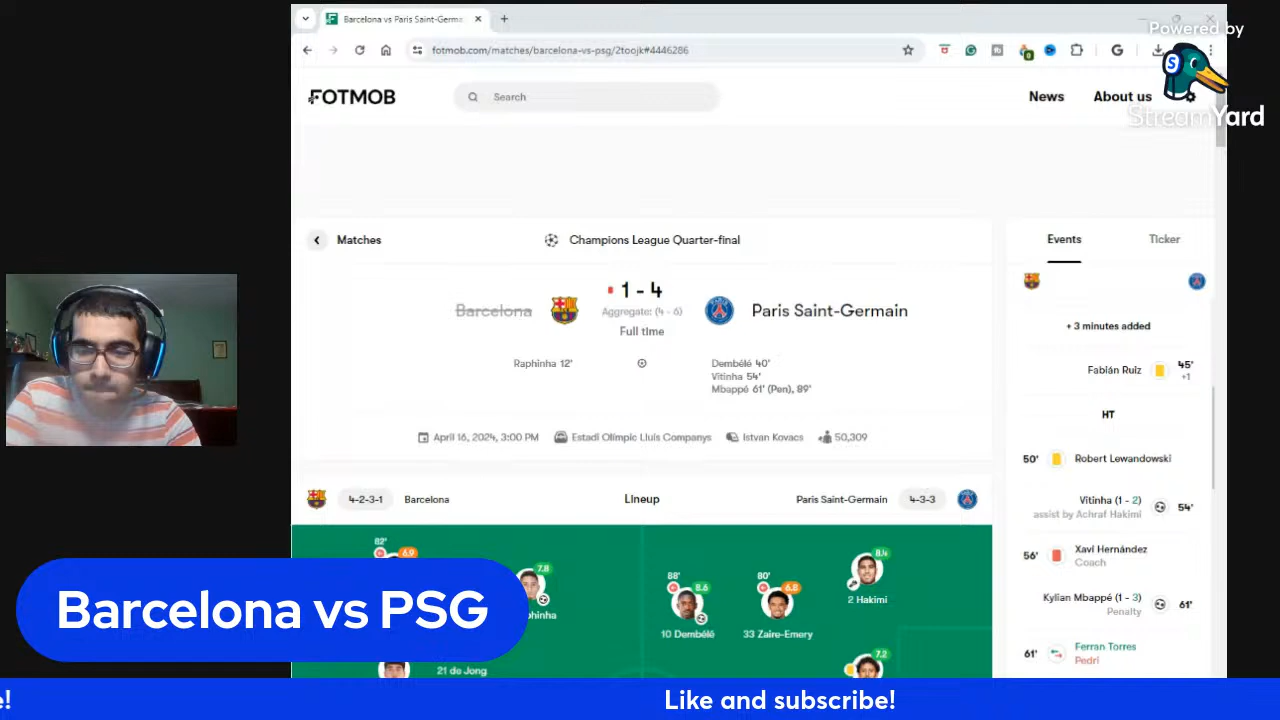 Barcelona vs Paris Saint-Germa
fotmob.com/matches/barcelona-vs-psg/2toojk#4446286
Powered by
StreamYard
FOTMOB
Search
News
About us
Matches
Champions League Quarter-final
Events
Ticker
Barcelona
1 - 4
Paris Saint-Germain
Aggregate: (4 - 6)
Full time
Raphinha 12'
Dembélé 40'
Vitinha 54'
Mbappé 61' (Pen), 89'
April 16, 2024, 3:00 PM
Estadi Olímpic Lluís Companys
Istvan Kovacs
50,309
+ 3 minutes added
Fabián Ruiz
45'
+1
HT
50'
Robert Lewandowski
Vitinha (1 - 2)
assist by Achraf Hakimi
54'
56'
Xavi Hernández
Coach
Kylian Mbappé (1 - 3)
Penalty
61'
61'
Ferran Torres
Pedri
4-2-3-1
Barcelona
Lineup
Paris Saint-Germain
4-3-3
82'
6.9
7.8
phinha
21 de Jong
88'
8.6
10 Dembélé
80'
6.8
33 Zaïre-Emery
8.4
2 Hakimi
7.2
Barcelona vs PSG
e!
Like and subscribe!